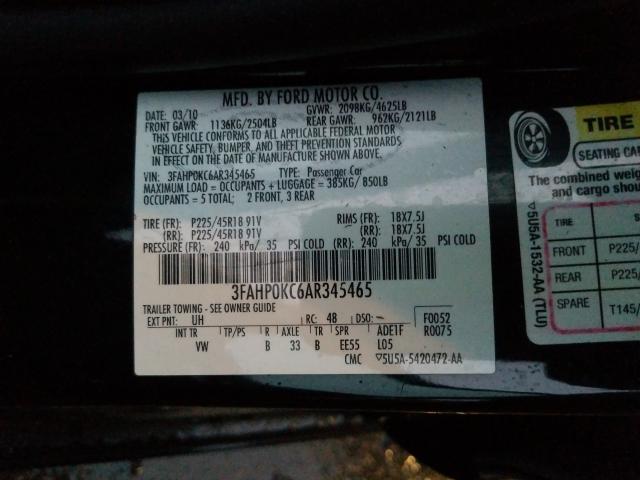 MFD. BY FORD MOTOR CO.
DATE: 03/10 GVWR: 2098KG/4625LB
FRONT GAWR: 1136KG/2504LB REAR GAWR: 962KG/2121LB
THIS VEHICLE CONFORMS TO ALL APPLICABLE FEDERAL MOTOR
VEHICLE SAFETY, BUMPER, AND THEFT PREVENTION STANDARDS
IN EFFECT ON THE DATE OF MANUFACTURE SHOWN ABOVE.
VIN: 3FAHP0KC6AR345465 TYPE: Passenger Car
MAXIMUM LOAD = OCCUPANTS + LUGGAGE = 385KG/850LB
OCCUPANTS = 5 TOTAL; 2 FRONT, 3 REAR
TIRE (FR): P225/45R18 91V RIMS (FR): 18X7.5J
(RR): P225/45R18 91V (RR): 18X7.5J
PRESSURE (FR): 240 kPa/ 35 PSI COLD (RR): 240 kPa/ 35 PSI COLD
3FAHP0KC6AR345465
TRAILER TOWING - SEE OWNER GUIDE
EXT PNT: UH RC: 48 DSO: F0052
INT TR TP/PS R AXLE TR SPR ADE1F R0075
VW B 33 B EE55 L05
CMC ▽5U5A-5420472-AA
TIRE
SEATING CAP
The combined weig
and cargo shou
▽5U5A-1532-AA (TLU)
TIRE
FRONT P225/
REAR P225/
SPARE T145/